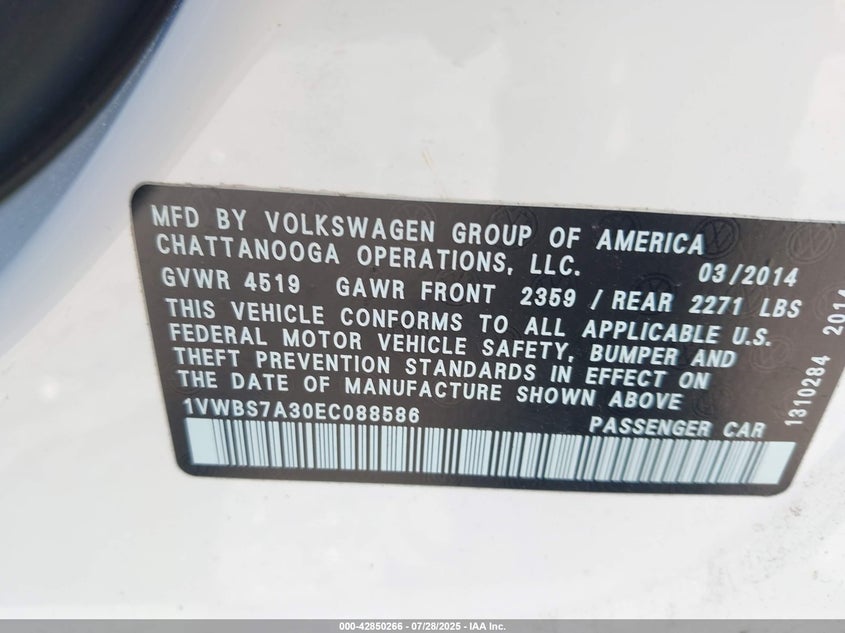 MFD BY VOLKSWAGEN GROUP OF AMERICA
CHATTANOOGA OPERATIONS, LLC. 03/2014
GVWR 4519 GAWR FRONT 2359 / REAR 2271 LBS
THIS VEHICLE CONFORMS TO ALL APPLICABLE U.S.
FEDERAL MOTOR VEHICLE SAFETY, BUMPER AND
THEFT PREVENTION STANDARDS IN EFFECT ON
THE DATE OF MANUFACTURE SHOWN ABOVE
1VWBS7A30EC088586 PASSENGER CAR
1310284 2014
000-42850266 - 07/28/2025 - IAA Inc.